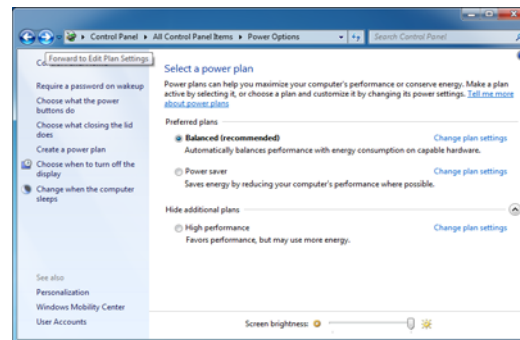 Control Panel ▸ All Control Panel Items ▸ Power Options
Search Control Panel
Forward to Edit Plan Settings
Require a password on wakeup
Choose what the power
buttons do
Choose what closing the lid
does
Create a power plan
Choose when to turn off the
display
Change when the computer
sleeps
See also
Personalization
Windows Mobility Center
User Accounts
Select a power plan
Power plans can help you maximize your computer's performance or conserve energy. Make a plan
active by selecting it, or choose a plan and customize it by changing its power settings. Tell me more
about power plans
Preferred plans
Balanced (recommended) Change plan settings
Automatically balances performance with energy consumption on capable hardware.
Power saver Change plan settings
Saves energy by reducing your computer's performance where possible.
Hide additional plans
High performance Change plan settings
Favors performance, but may use more energy.
Screen brightness: